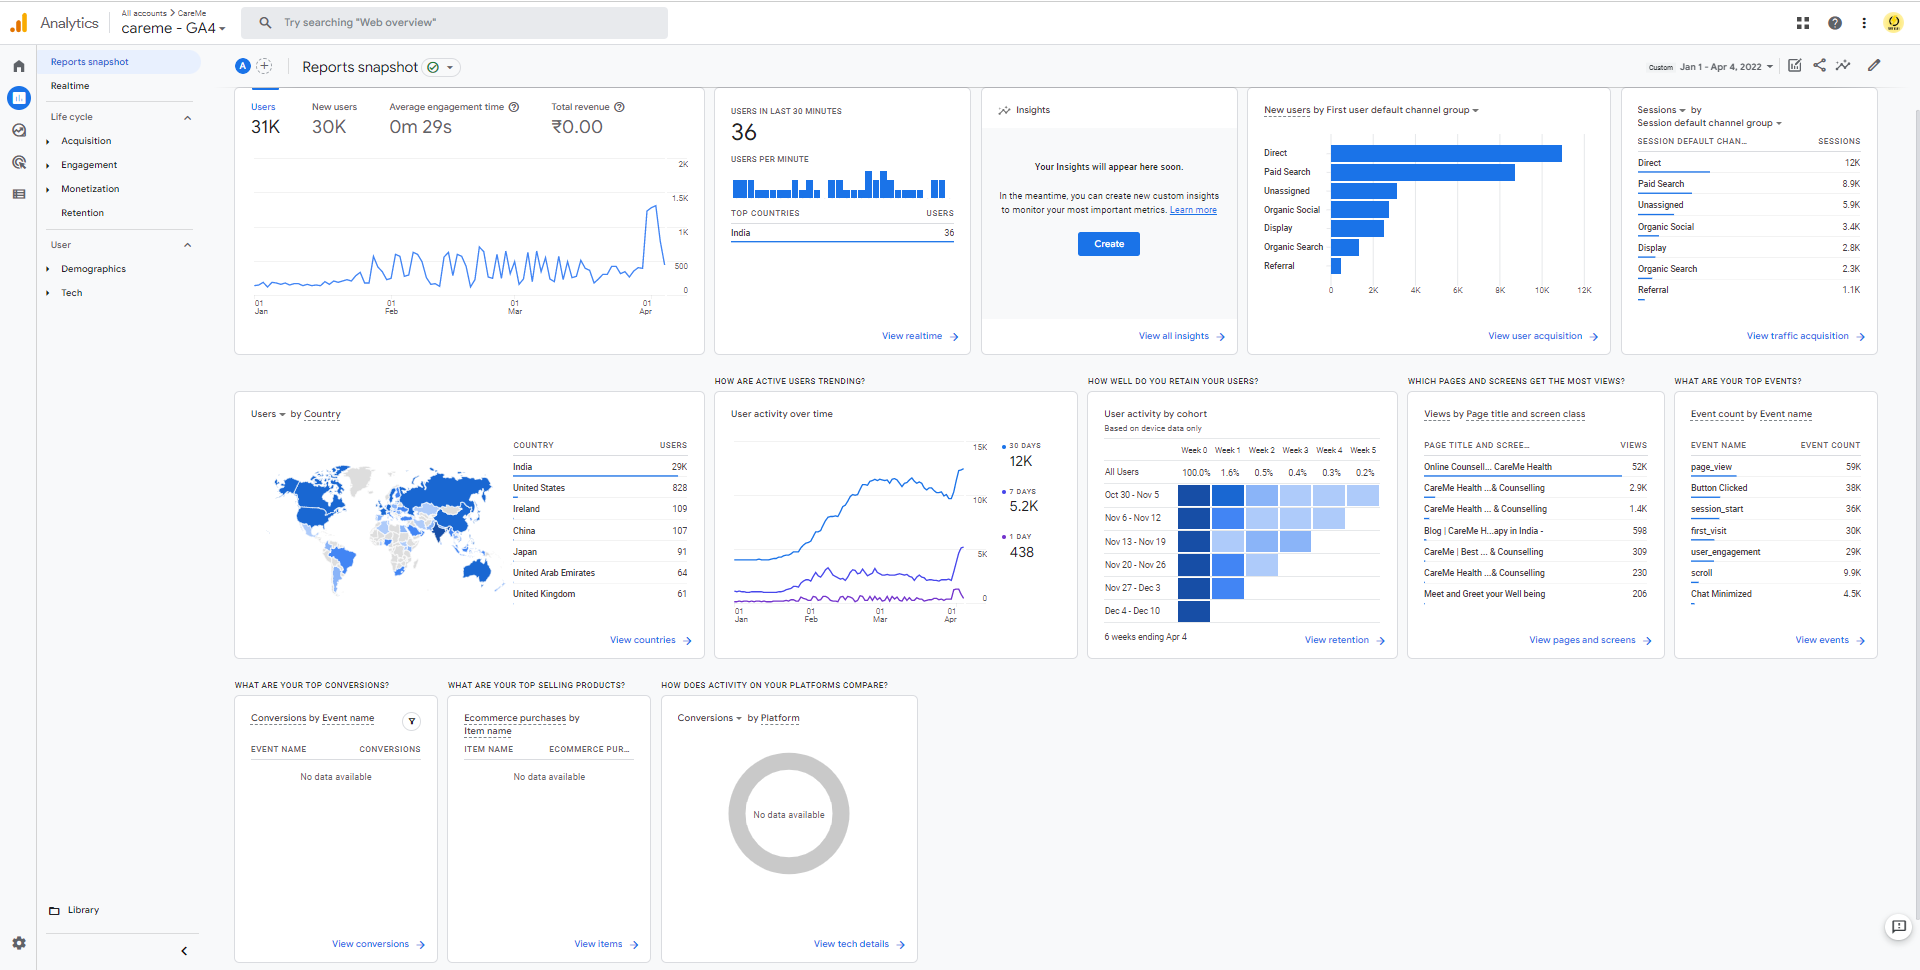 Analytics
All accounts > CareMe
careme - GA4
Try searching "Web overview"
Reports snapshot
Realtime
Life cycle
Acquisition
Engagement
Monetization
Retention
User
Demographics
Tech
Library
A
Reports snapshot
Custom Jan 1 - Apr 4, 2022
Users
31K
New users
30K
Average engagement time
0m 29s
Total revenue
₹0.00
2K
1.5K
1K
500
0
01 Jan
01 Feb
01 Mar
01 Apr
USERS IN LAST 30 MINUTES
36
USERS PER MINUTE
TOP COUNTRIES USERS
India 36
View realtime
Insights
Your Insights will appear here soon.
In the meantime, you can create new custom insights
to monitor your most important metrics. Learn more
Create
View all insights
New users by First user default channel group
Direct
Paid Search
Unassigned
Organic Social
Display
Organic Search
Referral
0 2K 4K 6K 8K 10K 12K
View user acquisition
Sessions by
Session default channel group
SESSION DEFAULT CHAN... SESSIONS
Direct 12K
Paid Search 8.9K
Unassigned 5.9K
Organic Social 3.4K
Display 2.8K
Organic Search 2.3K
Referral 1.1K
View traffic acquisition
Users by Country
COUNTRY USERS
India 29K
United States 828
Ireland 109
China 107
Japan 91
United Arab Emirates 64
United Kingdom 61
View countries
HOW ARE ACTIVE USERS TRENDING?
User activity over time
15K
10K
5K
0
01 Jan
01 Feb
01 Mar
01 Apr
30 DAYS
12K
7 DAYS
5.2K
1 DAY
438
HOW WELL DO YOU RETAIN YOUR USERS?
User activity by cohort
Based on device data only
Week 0 Week 1 Week 2 Week 3 Week 4 Week 5
All Users 100.0% 1.6% 0.5% 0.4% 0.3% 0.2%
Oct 30 - Nov 5
Nov 6 - Nov 12
Nov 13 - Nov 19
Nov 20 - Nov 26
Nov 27 - Dec 3
Dec 4 - Dec 10
6 weeks ending Apr 4
View retention
WHICH PAGES AND SCREENS GET THE MOST VIEWS?
Views by Page title and screen class
PAGE TITLE AND SCREE... VIEWS
Online Counsell... CareMe Health 52K
CareMe Health ...& Counselling 2.9K
CareMe Health ... & Counselling 1.4K
Blog | CareMe H...apy in India - 598
CareMe | Best ... & Counselling 309
CareMe Health ...& Counselling 230
Meet and Greet your Well being 206
View pages and screens
WHAT ARE YOUR TOP EVENTS?
Event count by Event name
EVENT NAME EVENT COUNT
page_view 59K
Button Clicked 38K
session_start 36K
first_visit 30K
user_engagement 29K
scroll 9.9K
Chat Minimized 4.5K
View events
WHAT ARE YOUR TOP CONVERSIONS?
Conversions by Event name
EVENT NAME CONVERSIONS
No data available
View conversions
WHAT ARE YOUR TOP SELLING PRODUCTS?
Ecommerce purchases by
Item name
ITEM NAME ECOMMERCE PUR...
No data available
View items
HOW DOES ACTIVITY ON YOUR PLATFORMS COMPARE?
Conversions by Platform
No data available
View tech details